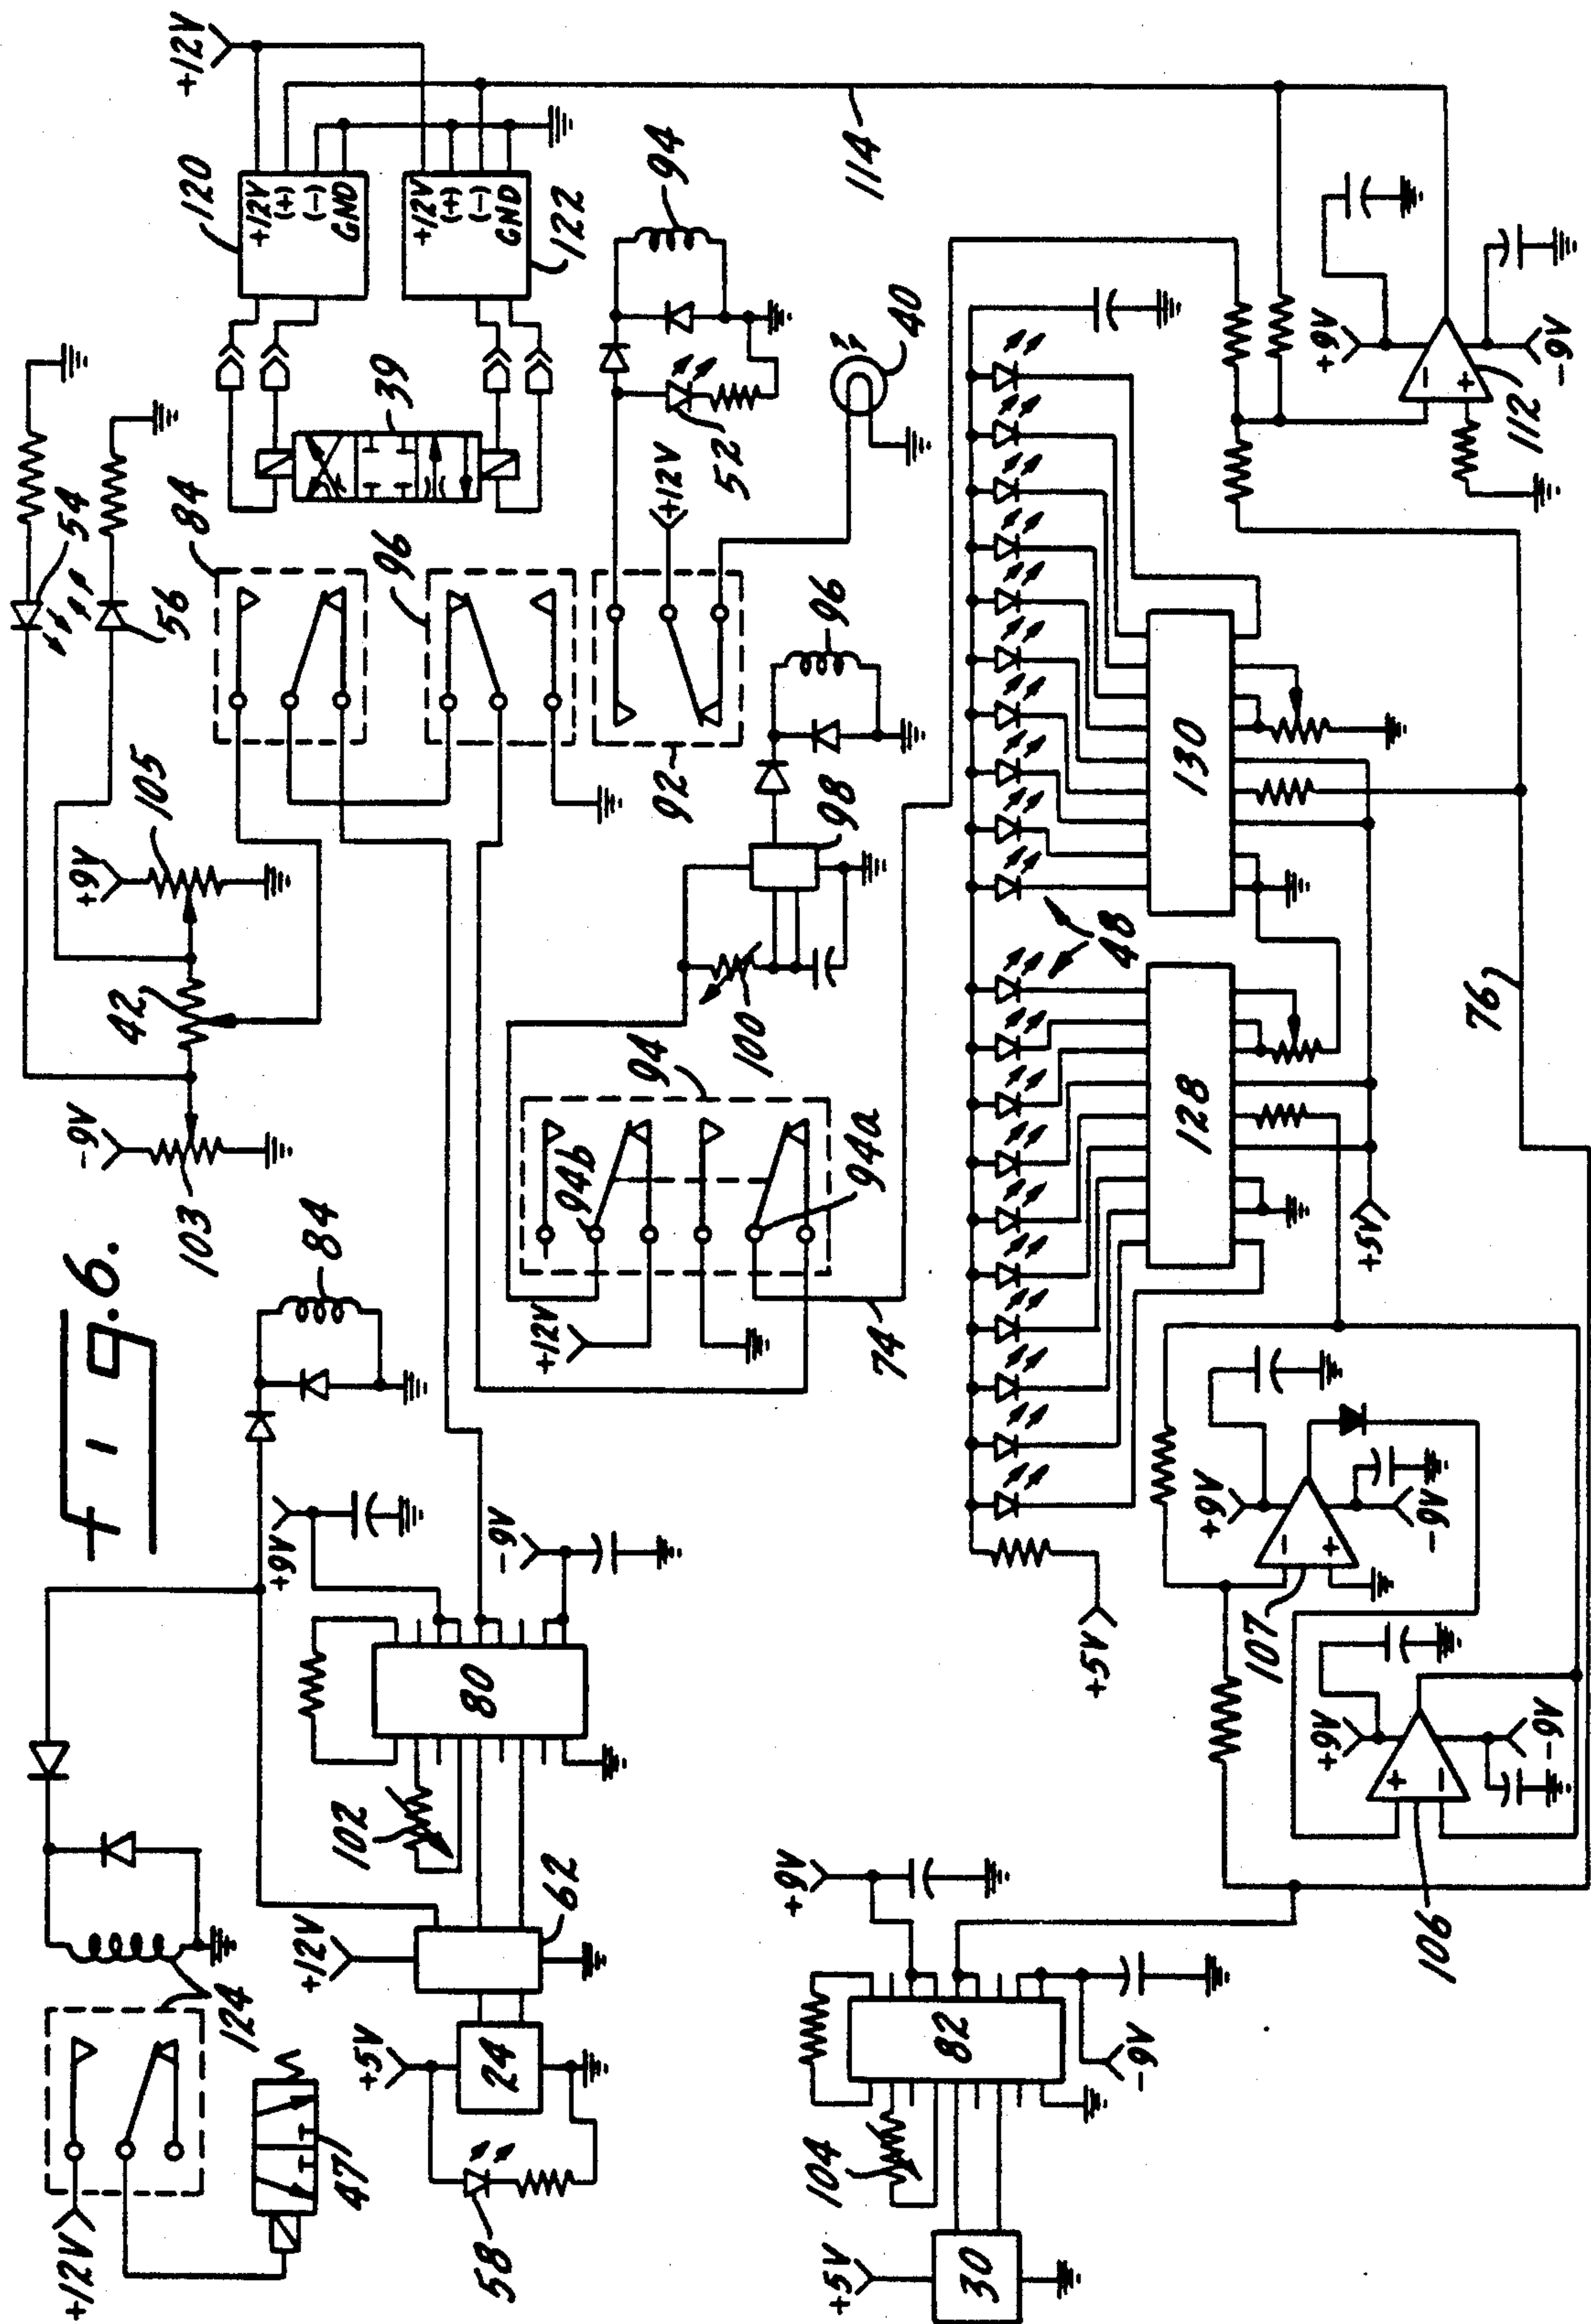 Fig. 6.
+12V
124
47
58
+5V
24
+12V
62
102
80
+9V
-9V
84
103
-9V
42
+9V
105
54
56
84
96
39
120
+12V
(+)
(-)
GND
+12V
+12V
(+)
(-)
GND
122
94
52
+12V
40
92
96
98
100
94
94b
94a
+12V
74
114
48
+5V
128
130
+5V
76
112
+9V
-9V
-
+
107
+9V
-9V
-
+
106
+9V
-9V
+
-
82
+9V
-9V
104
30
+5V